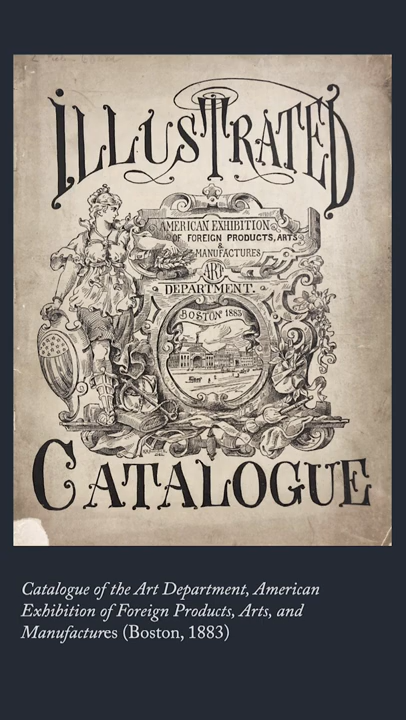 ILLUSTRATED
AMERICAN EXHIBITION
OF FOREIGN PRODUCTS, ARTS
&
MANUFACTURES
ART
DEPARTMENT.
BOSTON 1883
CATALOGUE
Catalogue of the Art Department, American
Exhibition of Foreign Products, Arts, and
Manufactures (Boston, 1883)